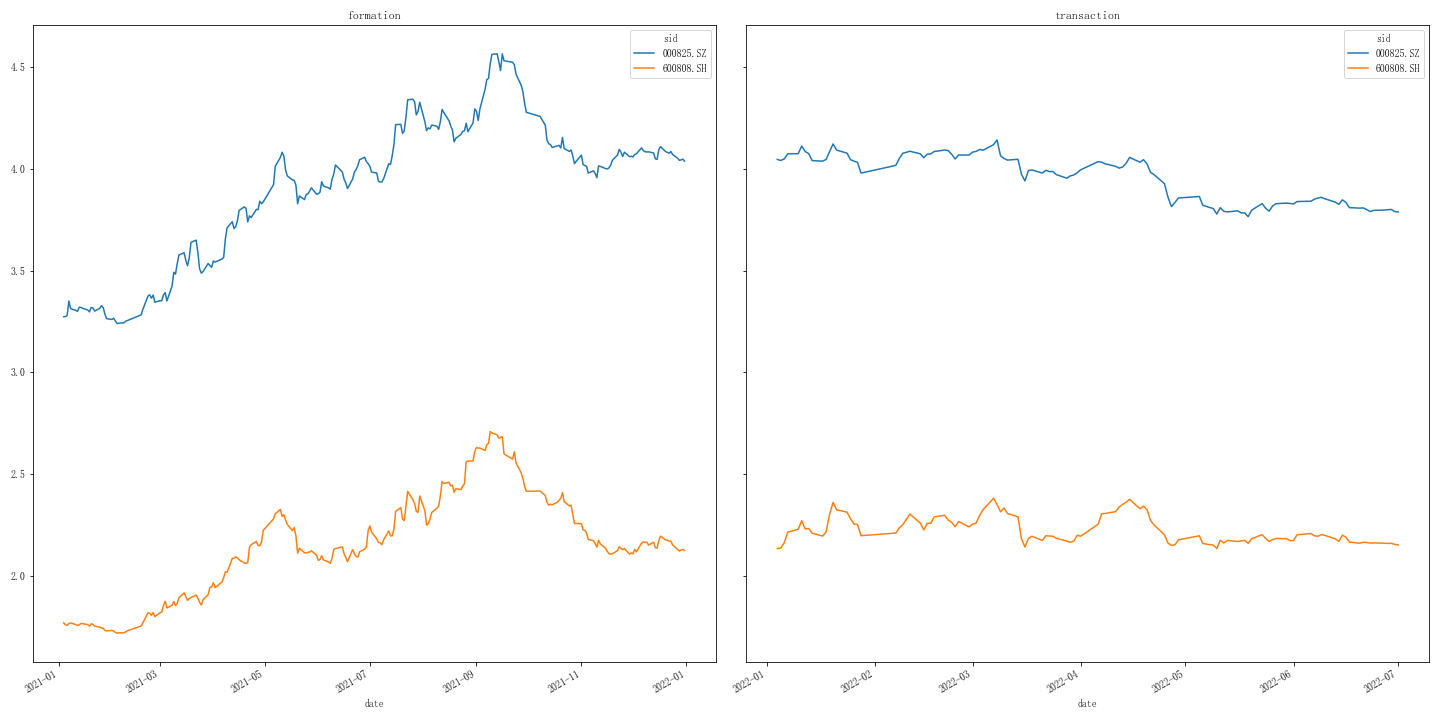 formation
sid
000825.SZ
600808.SH
4.5
4.0
3.5
3.0
2.5
2.0
2021-01
2021-03
2021-05
2021-07
2021-09
2021-11
2022-01
date
transaction
sid
000825.SZ
600808.SH
2022-01
2022-02
2022-03
2022-04
2022-05
2022-06
2022-07
date